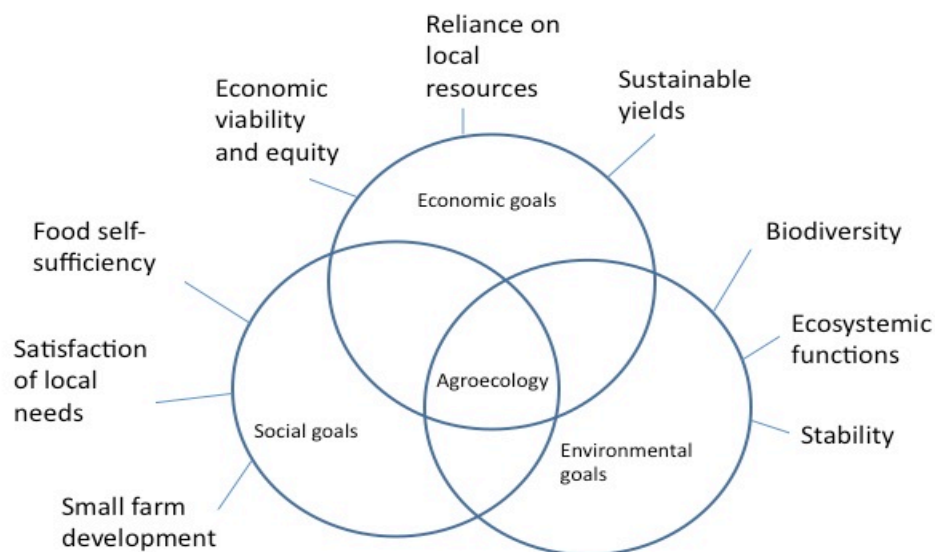 Reliance on
local
resources
Economic
viability
and equity
Sustainable
yields
Economic goals
Food self-
sufficiency
Biodiversity
Satisfaction
of local
needs
Ecosystemic
functions
Agroecology
Social goals
Environmental
goals
Stability
Small farm
development